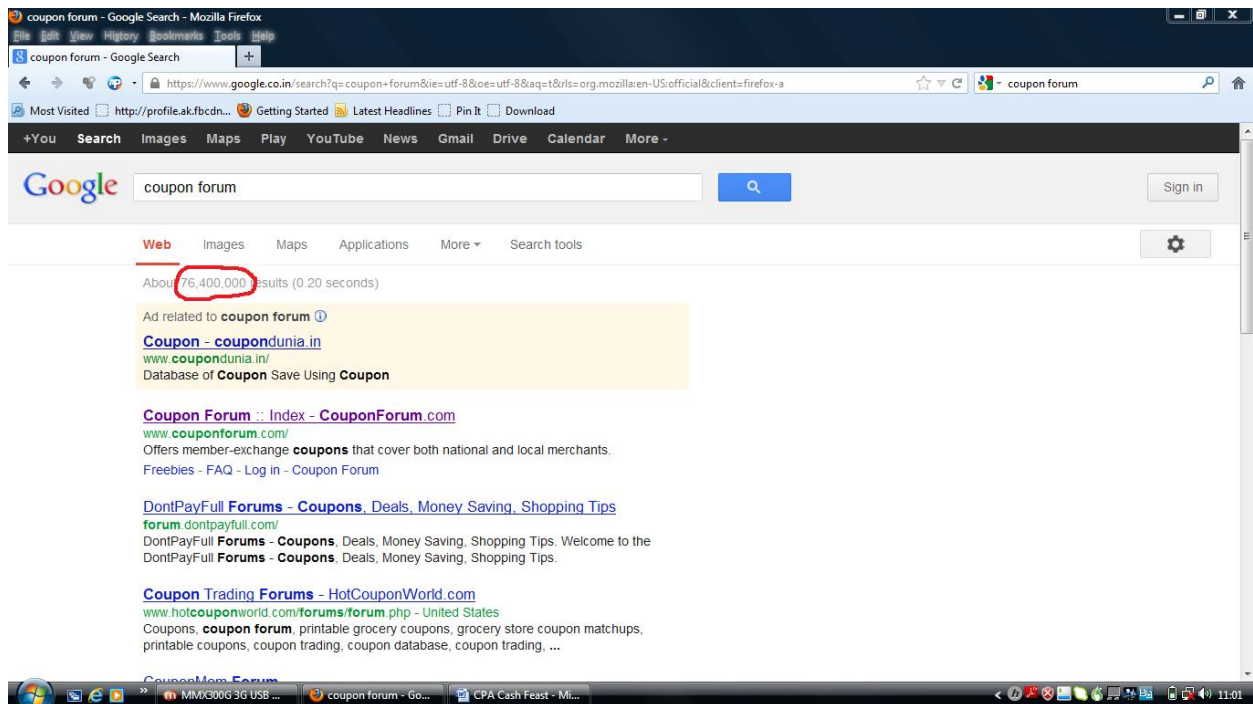 coupon forum - Google Search - Mozilla Firefox
File Edit View History Bookmarks Tools Help
coupon forum - Google Search
https://www.google.co.in/search?q=coupon+forum&ie=utf-8&oe=utf-8&aq=t&rls=org.mozilla:en-US:official&client=firefox-a coupon forum
Most Visited http://profile.ak.fbcdn... Getting Started Latest Headlines Pin It Download
+You Search Images Maps Play YouTube News Gmail Drive Calendar More
Google coupon forum Sign in
Web Images Maps Applications More Search tools
About 76,400,000 results (0.20 seconds)
Ad related to coupon forum
Coupon - coupondunia.in
www.coupondunia.in/
Database of Coupon Save Using Coupon
Coupon Forum :: Index - CouponForum.com
www.couponforum.com/
Offers member-exchange coupons that cover both national and local merchants.
Freebies - FAQ - Log in - Coupon Forum
DontPayFull Forums - Coupons, Deals, Money Saving, Shopping Tips
forum.dontpayfull.com/
DontPayFull Forums - Coupons, Deals, Money Saving, Shopping Tips. Welcome to the
DontPayFull Forums - Coupons, Deals, Money Saving, Shopping Tips.
Coupon Trading Forums - HotCouponWorld.com
www.hotcouponworld.com/forums/forum.php - United States
Coupons, coupon forum, printable grocery coupons, grocery store coupon matchups,
printable coupons, coupon trading, coupon database, coupon trading, ...
CouponMom Forum
MMX300G 3G USB ... coupon forum - Go... CPA Cash Feast - Mi... 11:01